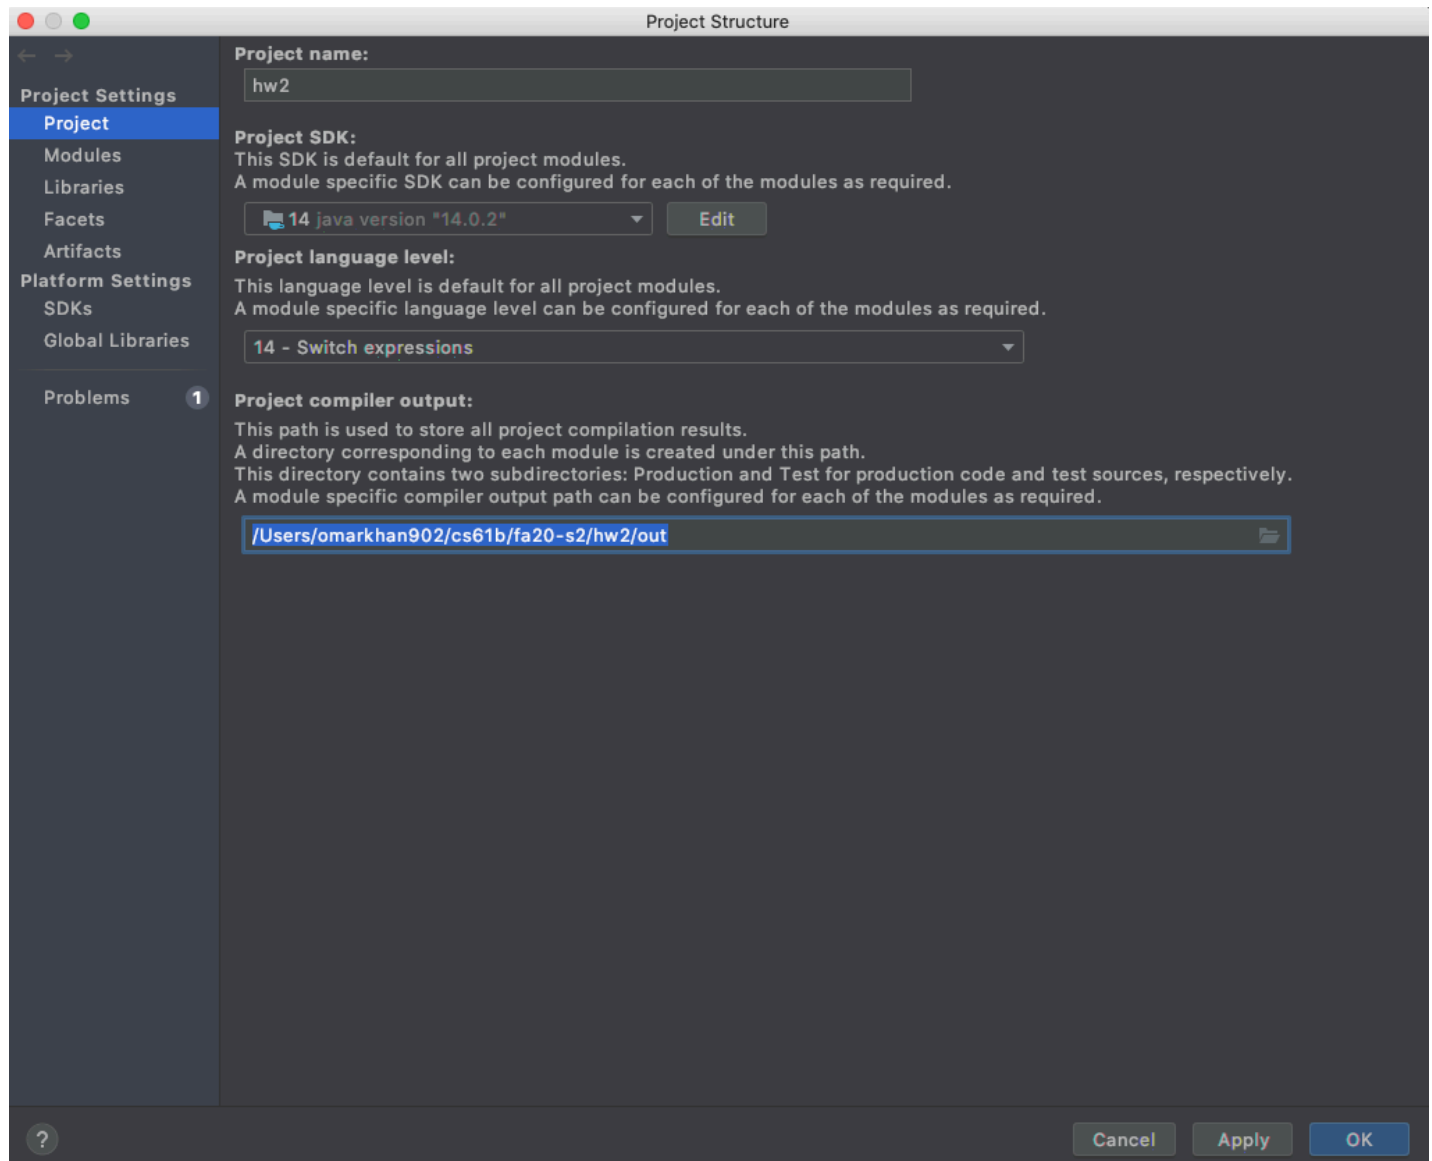 Project Structure
Project name:
hw2
Project Settings
Project
Modules
Libraries
Facets
Artifacts
Platform Settings
SDKs
Global Libraries
Problems 1
Project SDK:
This SDK is default for all project modules.
A module specific SDK can be configured for each of the modules as required.
14 java version "14.0.2"
Edit
Project language level:
This language level is default for all project modules.
A module specific language level can be configured for each of the modules as required.
14 - Switch expressions
Project compiler output:
This path is used to store all project compilation results.
A directory corresponding to each module is created under this path.
This directory contains two subdirectories: Production and Test for production code and test sources, respectively.
A module specific compiler output path can be configured for each of the modules as required.
/Users/omarkhan902/cs61b/fa20-s2/hw2/out
?
Cancel
Apply
OK